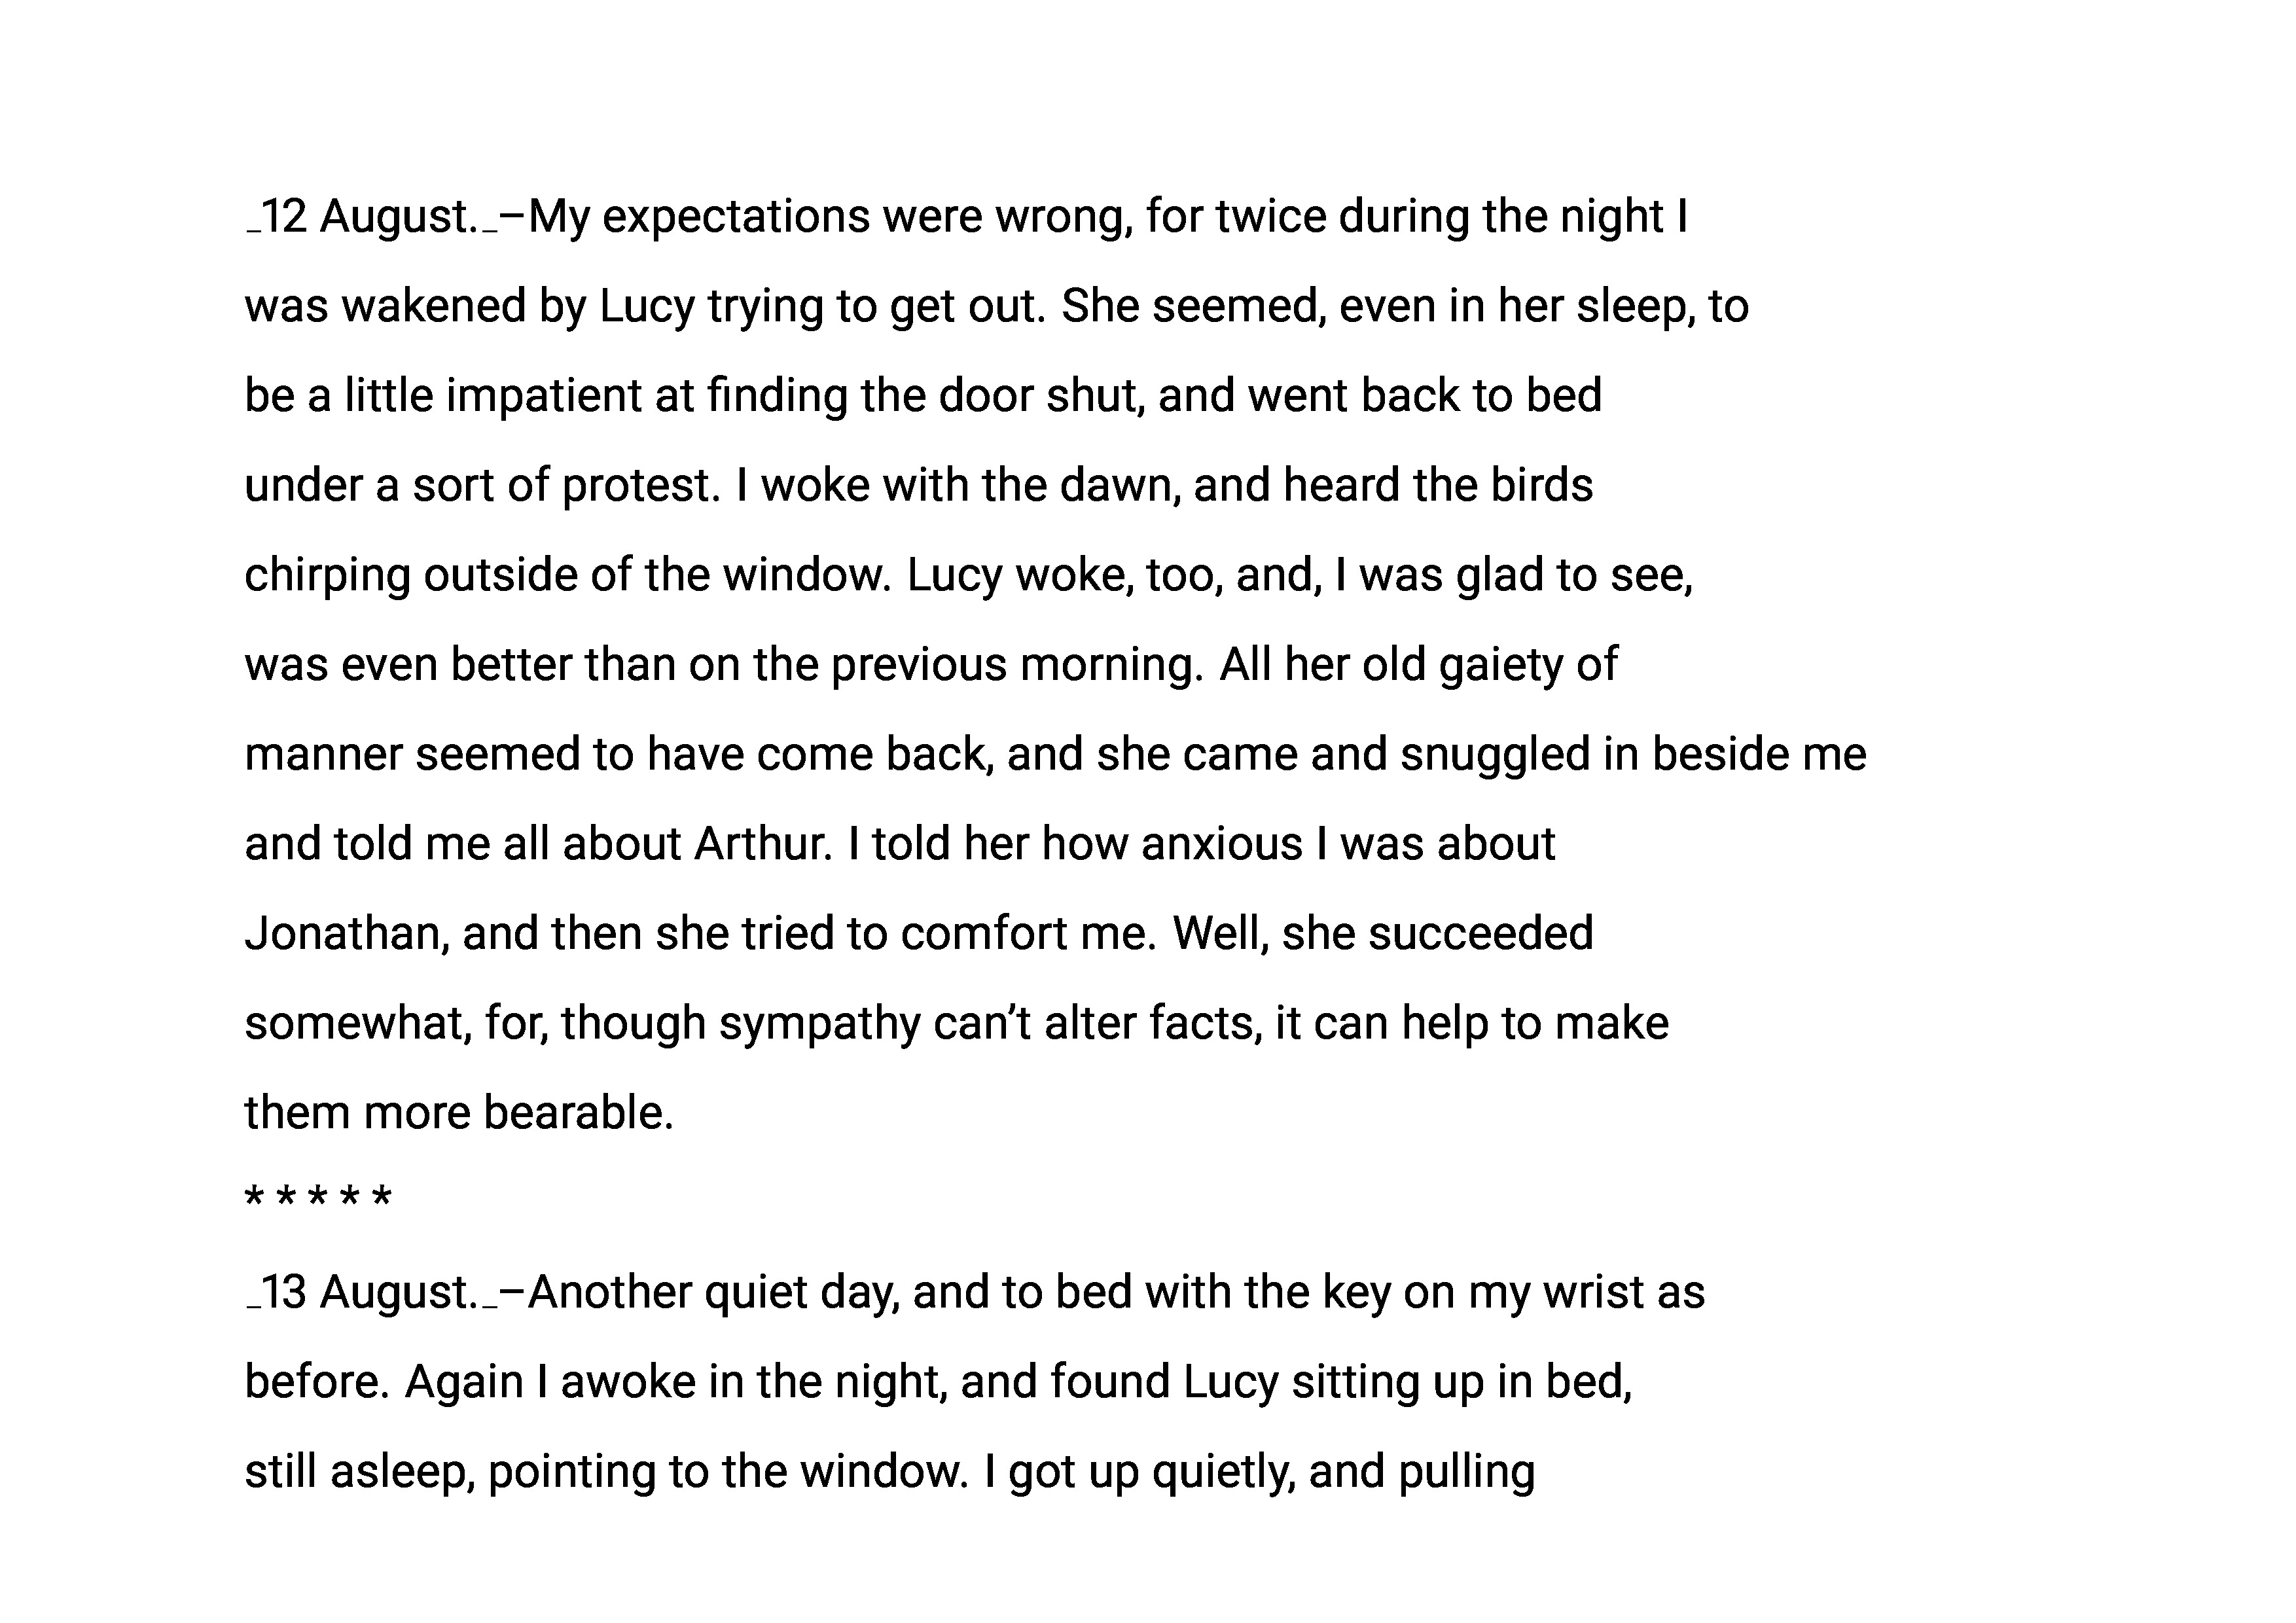 _12 August._–My expectations were wrong, for twice during the night I
was wakened by Lucy trying to get out. She seemed, even in her sleep, to
be a little impatient at finding the door shut, and went back to bed
under a sort of protest. I woke with the dawn, and heard the birds
chirping outside of the window. Lucy woke, too, and, I was glad to see,
was even better than on the previous morning. All her old gaiety of
manner seemed to have come back, and she came and snuggled in beside me
and told me all about Arthur. I told her how anxious I was about
Jonathan, and then she tried to comfort me. Well, she succeeded
somewhat, for, though sympathy can’t alter facts, it can help to make
them more bearable.
* * * * *
_13 August._–Another quiet day, and to bed with the key on my wrist as
before. Again I awoke in the night, and found Lucy sitting up in bed,
still asleep, pointing to the window. I got up quietly, and pulling